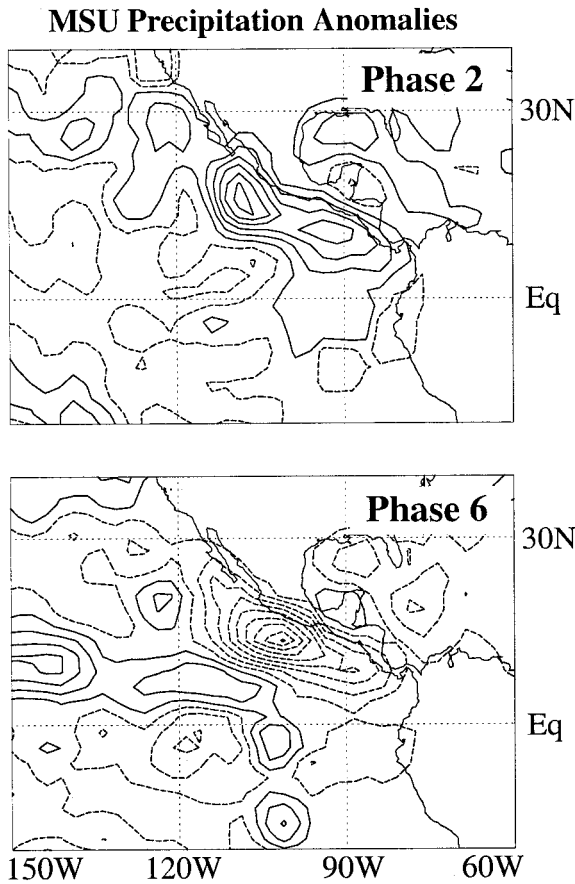 MSU Precipitation Anomalies
Phase 2
30N
Eq
Phase 6
30N
Eq
150W 120W 90W 60W